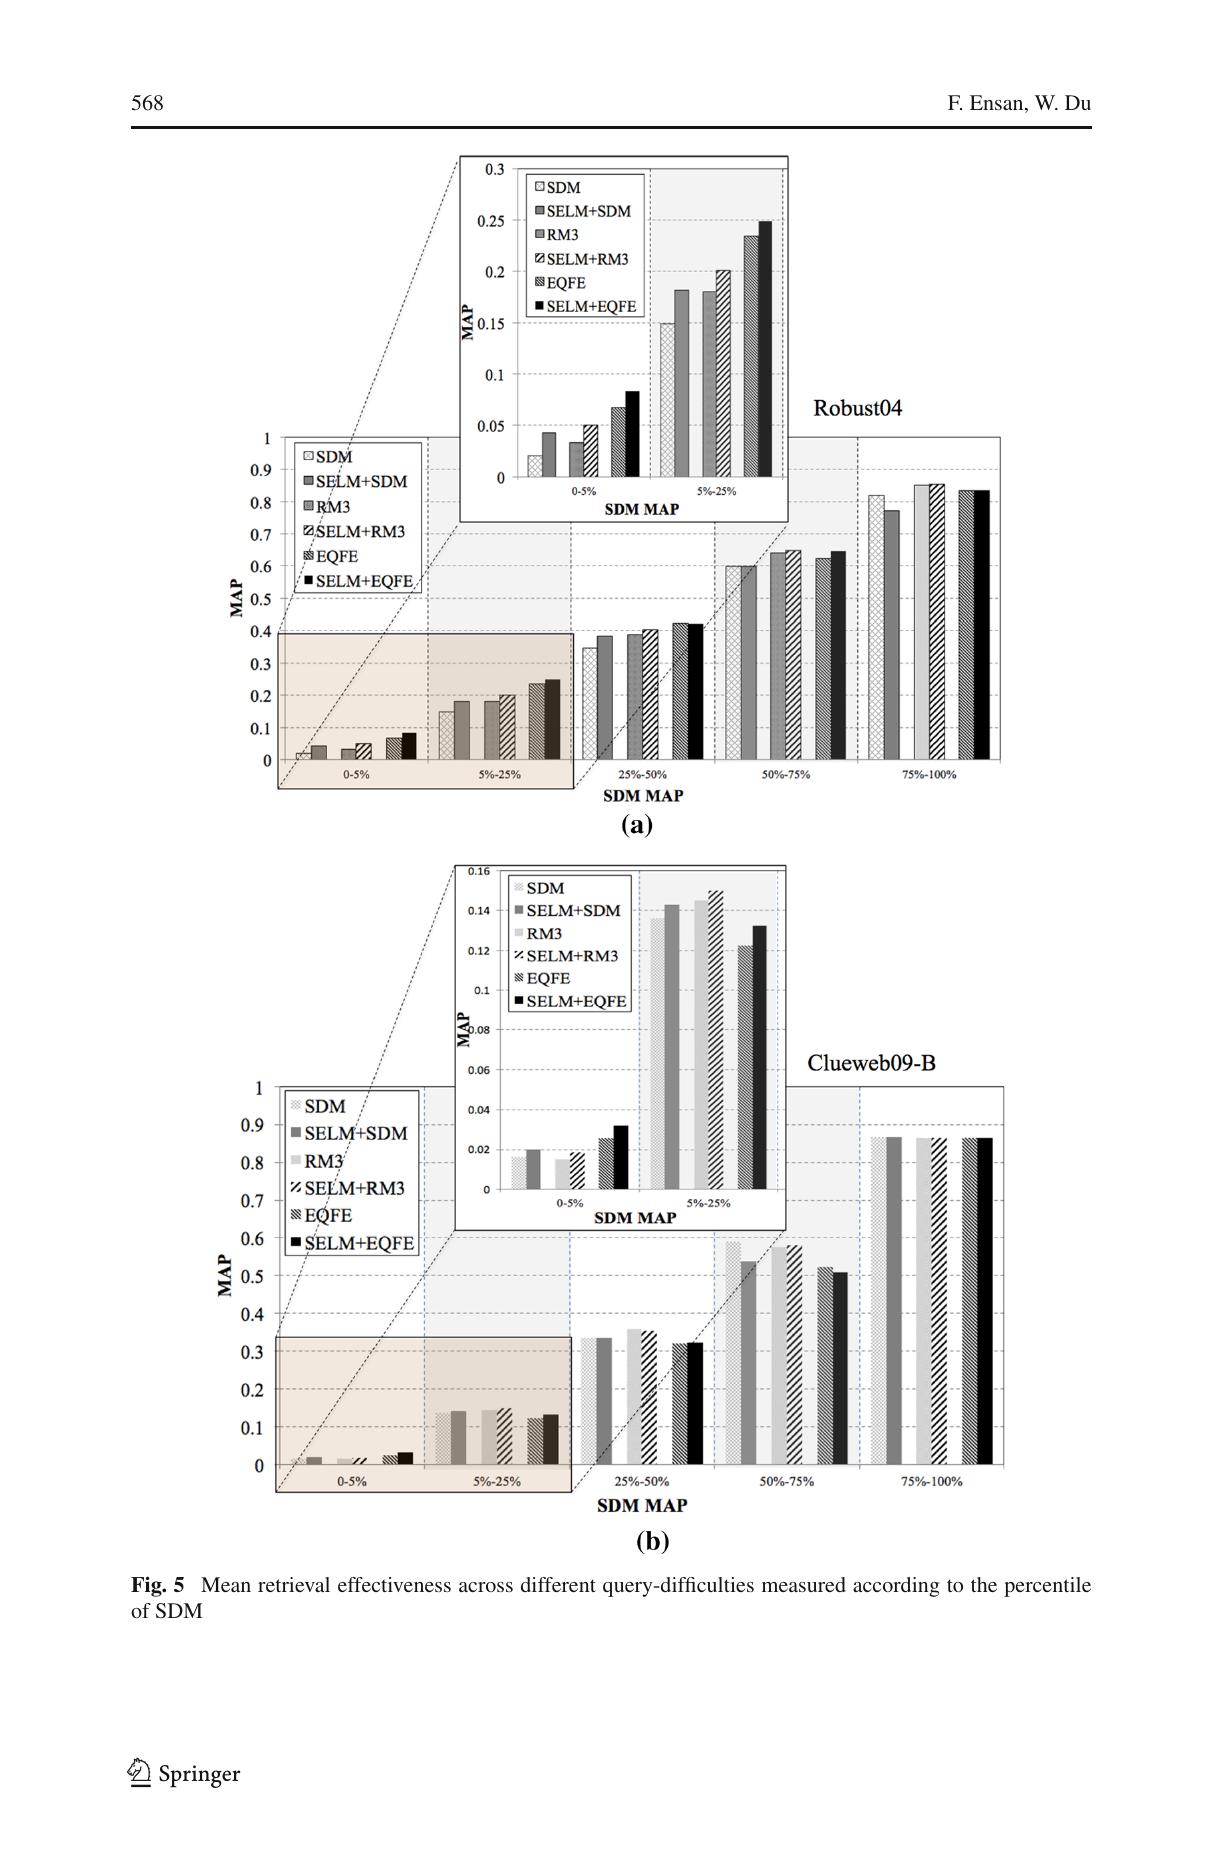 568
F. Ensan, W. Du
0.3
0.25
0.2
0.15
0.1
0.05
0
MAP
SDM
SELM+SDM
RM3
SELM+RM3
EQFE
SELM+EQFE
0-5%
5%-25%
SDM MAP
Robust04
1
0.9
0.8
0.7
0.6
0.5
0.4
0.3
0.2
0.1
0
MAP
SDM
SELM+SDM
RM3
SELM+RM3
EQFE
SELM+EQFE
0-5%
5%-25%
25%-50%
50%-75%
75%-100%
SDM MAP
(a)
0.16
0.14
0.12
0.1
0.08
0.06
0.04
0.02
0
MAP
SDM
SELM+SDM
RM3
SELM+RM3
EQFE
SELM+EQFE
0-5%
5%-25%
SDM MAP
Clueweb09-B
1
0.9
0.8
0.7
0.6
0.5
0.4
0.3
0.2
0.1
0
MAP
SDM
SELM+SDM
RM3
SELM+RM3
EQFE
SELM+EQFE
0-5%
5%-25%
25%-50%
50%-75%
75%-100%
SDM MAP
(b)
Fig. 5 Mean retrieval effectiveness across different query-difficulties measured according to the percentile
of SDM
Springer